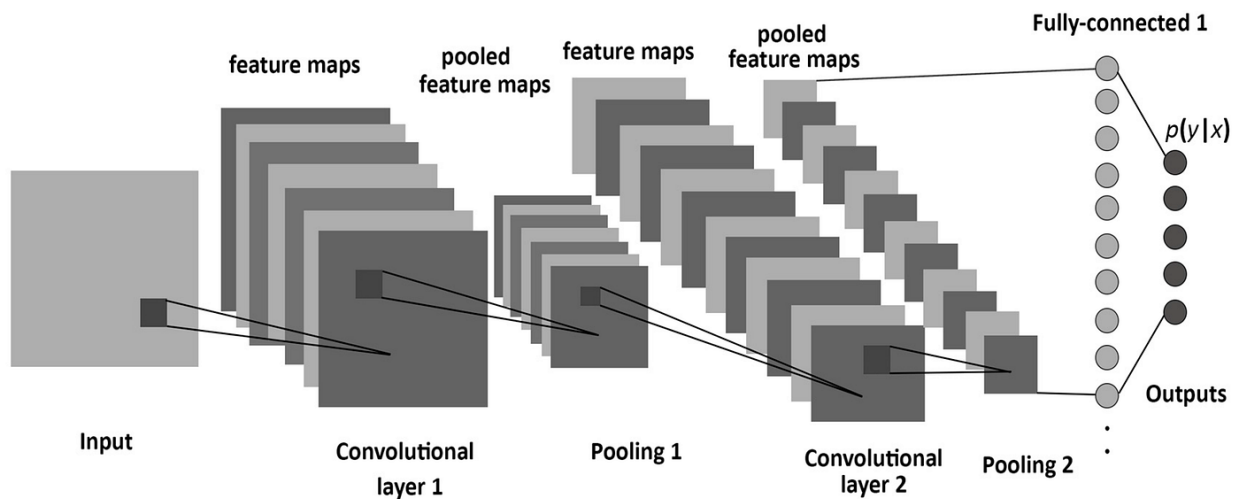 feature maps
pooled
feature maps
feature maps
pooled
feature maps
Fully-connected 1
p(y|x)
Outputs
Input
Convolutional
layer 1
Pooling 1
Convolutional
layer 2
Pooling 2